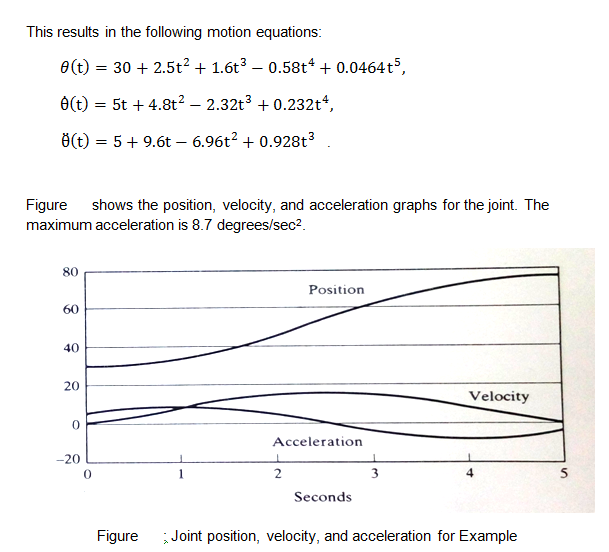 This results in the following motion equations:
θ(t) = 30 + 2.5t² + 1.6t³ − 0.58t⁴ + 0.0464t⁵,
θ̇(t) = 5t + 4.8t² − 2.32t³ + 0.232t⁴,
θ̈(t) = 5 + 9.6t − 6.96t² + 0.928t³ .
Figure shows the position, velocity, and acceleration graphs for the joint. The
maximum acceleration is 8.7 degrees/sec².
80
Position
60
40
20
Velocity
0
Acceleration
−20
0 1 2 3 4 5
Seconds
Figure ; Joint position, velocity, and acceleration for Example